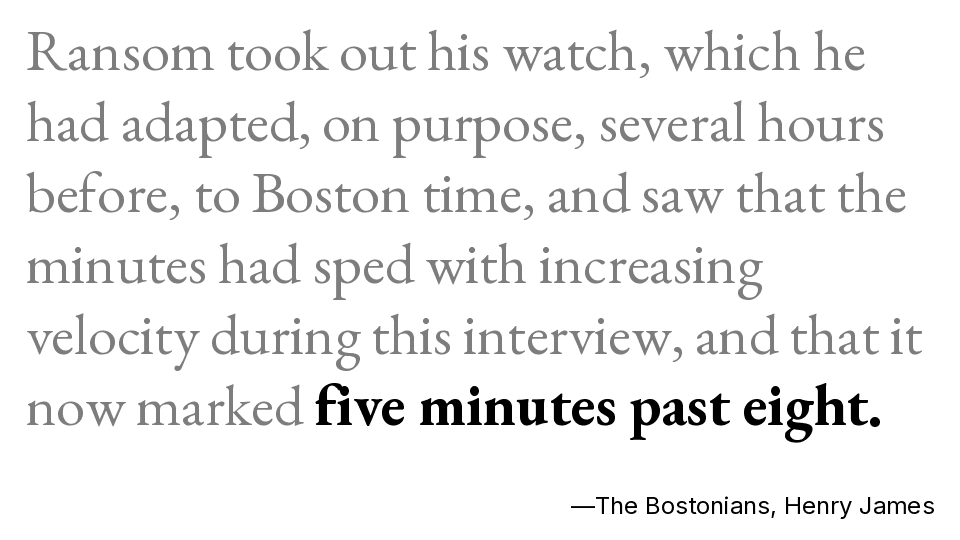 Ransom took out his watch, which he
had adapted, on purpose, several hours
before, to Boston time, and saw that the
minutes had sped with increasing
velocity during this interview, and that it
now marked five minutes past eight.
—The Bostonians, Henry James